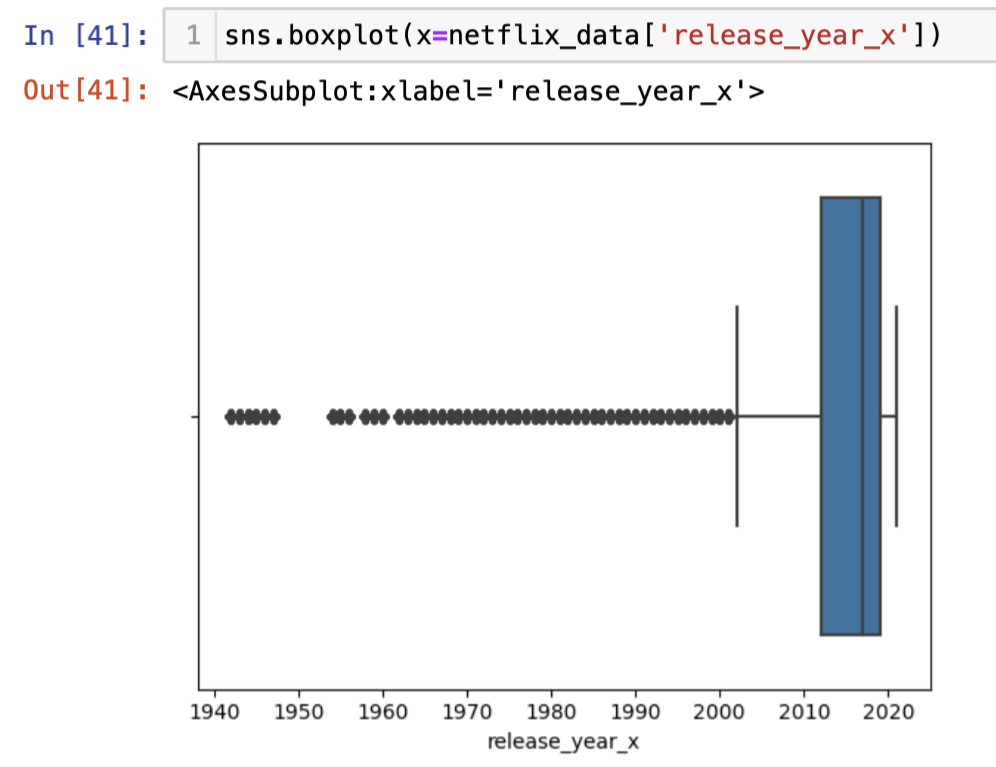 In [41]: 1 sns.boxplot(x=netflix_data['release_year_x'])
Out[41]: <AxesSubplot:xlabel='release_year_x'>
1940 1950 1960 1970 1980 1990 2000 2010 2020
release_year_x